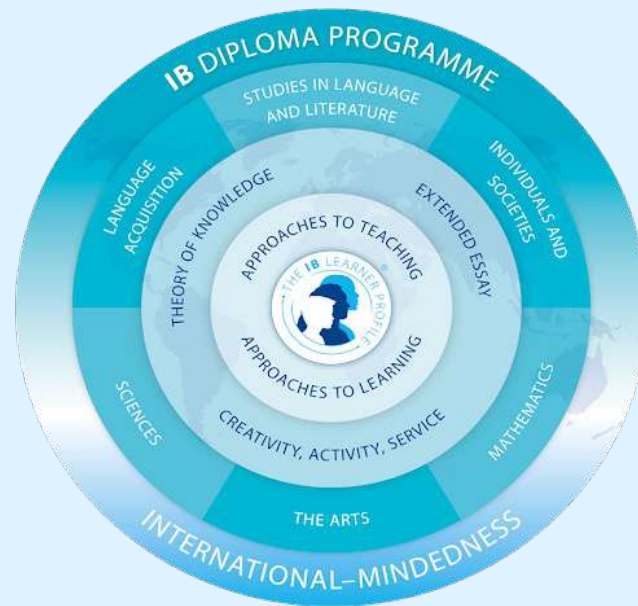 IB DIPLOMA PROGRAMME
STUDIES IN LANGUAGE
AND LITERATURE
LANGUAGE
ACQUISITION
INDIVIDUALS AND
SOCIETIES
THEORY OF KNOWLEDGE
EXTENDED ESSAY
APPROACHES TO TEACHING
THE IB LEARNER PROFILE
®
APPROACHES TO LEARNING
CREATIVITY, ACTIVITY, SERVICE
SCIENCES
MATHEMATICS
THE ARTS
INTERNATIONAL–MINDEDNESS